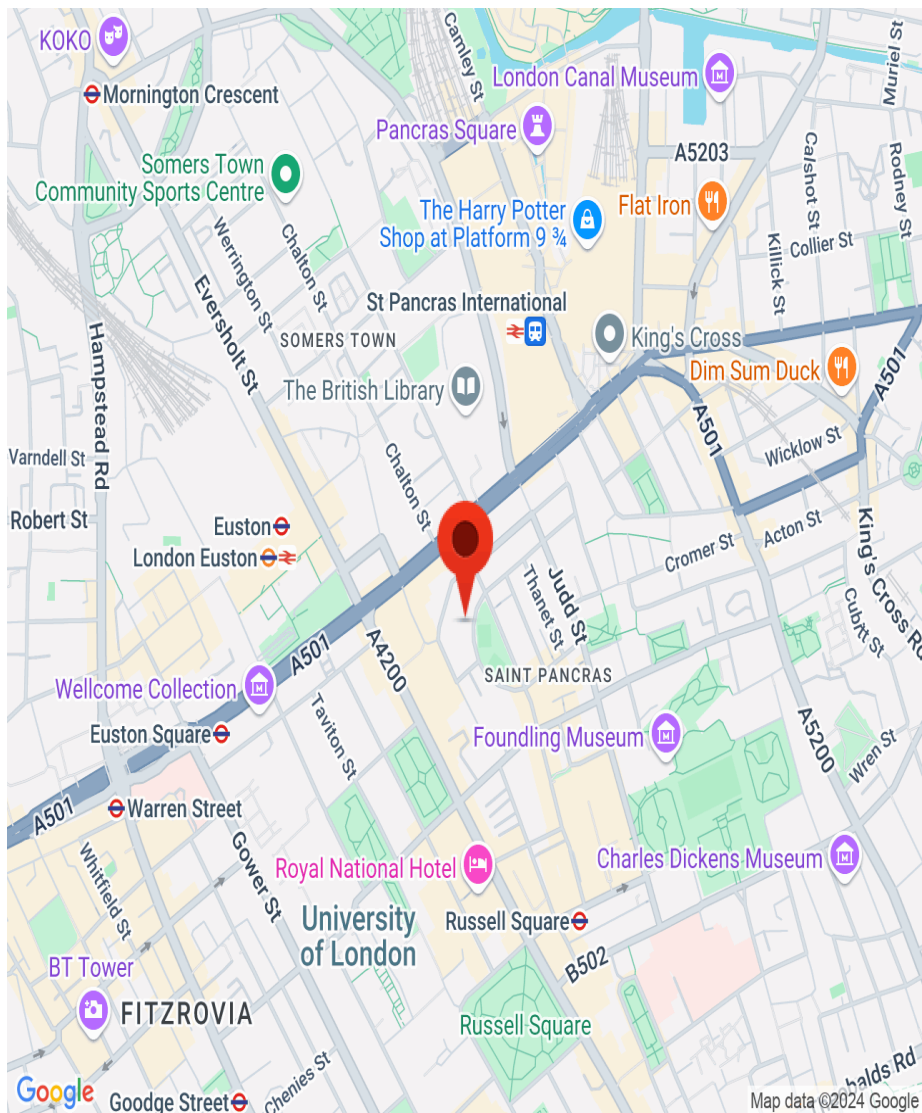 KOKO
Camley St
Muriel St
London Canal Museum
Mornington Crescent
Pancras Square
A5203
Calshot St
Rodney St
Somers Town
Community Sports Centre
The Harry Potter
Shop at Platform 9 ¾
Flat Iron
Killick St
Collier St
Werrington St
Chalton St
Eversholt St
St Pancras International
SOMERS TOWN
King's Cross
Hampstead Rd
The British Library
Dim Sum Duck
A501
A501
Wicklow St
Varndell St
Chalton St
Robert St
Euston
London Euston
Acton St
Cromer St
King's Cross Rd
Judd St
Thanet St
Cubitt St
A501
A4200
SAINT PANCRAS
Wellcome Collection
Taviton St
Euston Square
Foundling Museum
A5200
Wren St
A501
Warren Street
Whitfield St
Gower St
Royal National Hotel
Charles Dickens Museum
University
of London
Russell Square
B502
BT Tower
FITZROVIA
Russell Square
Chenies St
Goodge Street
Google
obalds Rd
Map data ©2024 Google